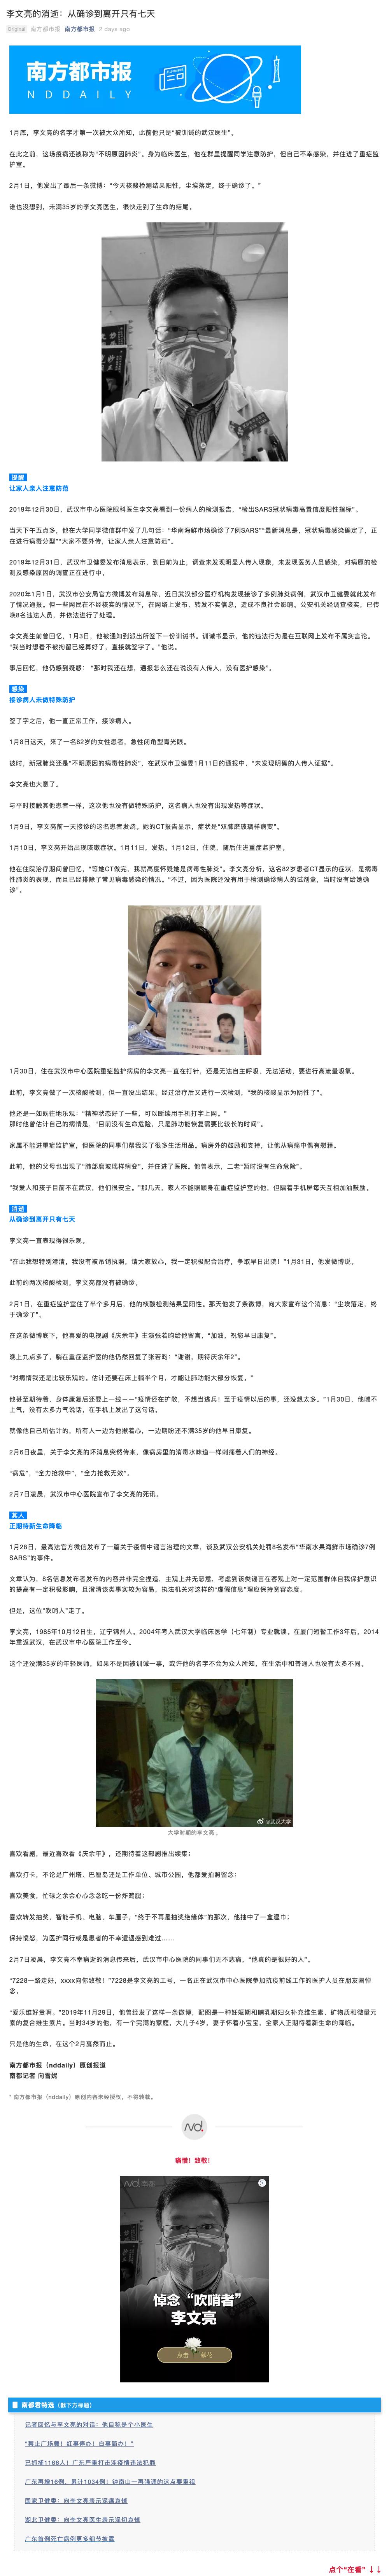 李文亮的消逝：从确诊到离开只有七天
Original 南方都市报 南方都市报 2 days ago
南方都市报
NDDAILY
1月底，李文亮的名字才第一次被大众所知，此前他只是“被训诫的武汉医生”。
在此之前，这场疫病还被称为“不明原因肺炎”。身为临床医生，他在群里提醒同学注意防护，但自己不幸感染，并住进了重症监
护室。
2月1日，他发出了最后一条微博：“今天核酸检测结果阳性，尘埃落定，终于确诊了。”
谁也没想到，未满35岁的李文亮医生，很快走到了生命的结尾。
提醒
让家人亲人注意防范
2019年12月30日，武汉市中心医院眼科医生李文亮看到一份病人的检测报告，“检出SARS冠状病毒高置信度阳性指标”。
当天下午五点多，他在大学同学微信群中发了几句话：“华南海鲜市场确诊了7例SARS”“最新消息是，冠状病毒感染确定了，正
在进行病毒分型”“大家不要外传，让家人亲人注意防范”。
2019年12月31日，武汉市卫健委发布消息表示，到目前为止，调查未发现明显人传人现象，未发现医务人员感染，对病原的检
测及感染原因的调查正在进行中。
2020年1月1日，武汉市公安局官方微博发布消息称，近日武汉部分医疗机构发现接诊了多例肺炎病例，武汉市卫健委就此发布
了情况通报。但一些网民在不经核实的情况下，在网络上发布、转发不实信息，造成不良社会影响。公安机关经调查核实，已传
唤8名违法人员，并依法进行了处理。
李文亮生前曾回忆，1月3日，他被通知到派出所签下一份训诫书。训诫书显示，他的违法行为是在互联网上发布不属实言论。
“我当时想着不被拘留已经算好了，直接就签字了。”他说。
事后回忆，他仍感到疑惑：“那时我还在想，通报怎么还在说没有人传人，没有医护感染”。
感染
接诊病人未做特殊防护
签了字之后，他一直正常工作，接诊病人。
1月8日这天，来了一名82岁的女性患者，急性闭角型青光眼。
彼时，新冠肺炎还是“不明原因的病毒性肺炎”，在武汉市卫健委1月11日的通报中，“未发现明确的人传人证据”。
李文亮也大意了。
与平时接触其他患者一样，这次他也没有做特殊防护，这名病人也没有出现发热等症状。
1月9日，李文亮前一天接诊的这名患者发烧。她的CT报告显示，症状是“双肺磨玻璃样病变”。
1月10日，李文亮开始出现咳嗽症状。1月11日，发热。1月12日，住院，随后住进重症监护室。
他在住院治疗期间曾回忆，“等她CT做完，我就高度怀疑她是病毒性肺炎”。李文亮分析，这名82岁患者CT显示的症状，是病毒
性肺炎的表现，而且已经排除了常见病毒感染的情况。“不过，因为医院还没有用于检测确诊病人的试剂盒，当时没有给她确
诊”。
1月30日，住在武汉市中心医院重症监护病房的李文亮一直在打针，还是无法自主呼吸、无法活动，要进行高流量吸氧。
此前，李文亮做了一次核酸检测，但一直没出结果。经过治疗后又进行一次检测，“我的核酸显示为阴性了”。
他还是一如既往地乐观：“精神状态好了一些，可以断续用手机打字上网。”
那时他曾估计自己的病情是，“目前没有生命危险，只是肺功能恢复需要比较长的时间”。
家属不能进重症监护室，但医院的同事们帮我买了很多生活用品。病房外的鼓励和支持，让他从病痛中偶有慰籍。
此前，他的父母也出现了“肺部磨玻璃样病变”，并住进了医院。他曾表示，二老“暂时没有生命危险”。
“我爱人和孩子目前不在武汉，他们很安全。”那几天，家人不能照顾身在重症监护室的他，但隔着手机屏每天互相加油鼓励。
消逝
从确诊到离开只有七天
李文亮一直表现得很乐观。
“在此我想特别澄清，我没有被吊销执照，请大家放心，我一定积极配合治疗，争取早日出院！”1月31日，他发微博说。
此前的两次核酸检测，李文亮都没有被确诊。
2月1日，在重症监护室住了半个多月后，他的核酸检测结果呈阳性。那天他发了条微博，向大家宣布这个消息：“尘埃落定，终
于确诊了”。
在这条微博底下，他喜爱的电视剧《庆余年》主演张若昀给他留言，“加油，祝您早日康复”。
晚上九点多了，躺在重症监护室的他仍然回复了张若昀：“谢谢，期待庆余年2”。
“对病情我还是比较乐观的。估计还要在床上躺半个月，才能让肺功能大部分恢复。”
他甚至期待着，身体康复后还要上一线——“疫情还在扩散，不想当逃兵！至于疫情以后的事，还没想太多。”1月30日，他喘不
上气，没有太多力气说话，在手机上发出了这句话。
就像他自己所估计的，所有人一边为他揪着心，一边期盼还不满35岁的他早日康复。
2月6日夜里，关于李文亮的坏消息突然传来，像病房里的消毒水味道一样刺痛着人们的神经。
“病危”，“全力抢救中”，“全力抢救无效”。
2月7日凌晨，武汉市中心医院宣布了李文亮的死讯。
其人
正期待新生命降临
1月28日，最高法官方微信发布了一篇关于疫情中谣言治理的文章，谈及武汉公安机关处罚8名发布“华南水果海鲜市场确诊7例
SARS”的事件。
文章认为，8名信息发布者发布的内容并非完全捏造，主观上并无恶意，考虑到该类谣言在客观上对一定范围群体自我保护意识
的提高有一定积极影响，且澄清该类事实较为容易，执法机关对这样的“虚假信息”理应保持宽容态度。
但是，这位“吹哨人”走了。
李文亮，1985年10月12日生，辽宁锦州人。2004年考入武汉大学临床医学（七年制）专业就读。在厦门短暂工作3年后，2014
年重返武汉，在武汉市中心医院工作至今。
这个还没满35岁的年轻医师，如果不是因被训诫一事，或许他的名字不会为众人所知，在生活中和普通人也没有太多不同。
@武汉大学
大学时期的李文亮。
喜欢看剧，最近喜欢看《庆余年》，还期待着这部剧推出续集；
喜欢打卡，不论是广州塔、巴厘岛还是工作单位、城市公园，他都爱拍照留念；
喜欢美食，忙碌之余会心心念念吃一份炸鸡腿；
喜欢转发抽奖，智能手机、电脑、车厘子，“终于不再是抽奖绝缘体”的那次，他抽中了一盒湿巾；
保持愤怒，为医护同行或是患者的不幸遭遇感到难过……
2月7日凌晨，李文亮不幸病逝的消息传来后，武汉市中心医院的同事们无不悲痛，“他真的是很好的人”。
“7228一路走好，xxxx向你致敬！”7228是李文亮的工号，一名正在武汉市中心医院参加抗疫前线工作的医护人员在朋友圈悼
念。
“爱乐维好贵啊。”2019年11月29日，他曾经发了这样一条微博，配图是一种妊娠期和哺乳期妇女补充维生素、矿物质和微量元
素的复合维生素片。当时34岁的他，有一个完满的家庭，大儿子4岁，妻子怀着小宝宝，全家人正期待着新生命的降临。
只是他的生命，在这个2月戛然而止。
南方都市报（nddaily）原创报道
南都记者 向雪妮
* 南方都市报（nddaily）原创内容未经授权，不得转载。
nd.
痛惜！致敬！
悼念“吹哨者”
李文亮
点击 献花
南都君特选（戳下方标题）
记者回忆与李文亮的对话：他自称是个小医生
“禁止广场舞！红事停办！白事简办！”
已抓捕1166人！广东严重打击涉疫情违法犯罪
广东再增16例，累计1034例！钟南山一再强调的这点要重视
国家卫健委：向李文亮表示深痛哀悼
湖北卫健委：向李文亮医生表示深切哀悼
广东首例死亡病例更多细节披露
点个“在看”↓↓